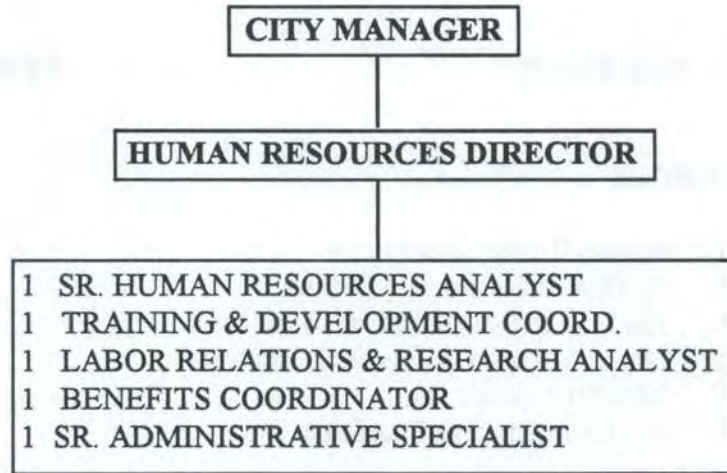 CITY MANAGER
HUMAN RESOURCES DIRECTOR
1 SR. HUMAN RESOURCES ANALYST
1 TRAINING & DEVELOPMENT COORD.
1 LABOR RELATIONS & RESEARCH ANALYST
1 BENEFITS COORDINATOR
1 SR. ADMINISTRATIVE SPECIALIST